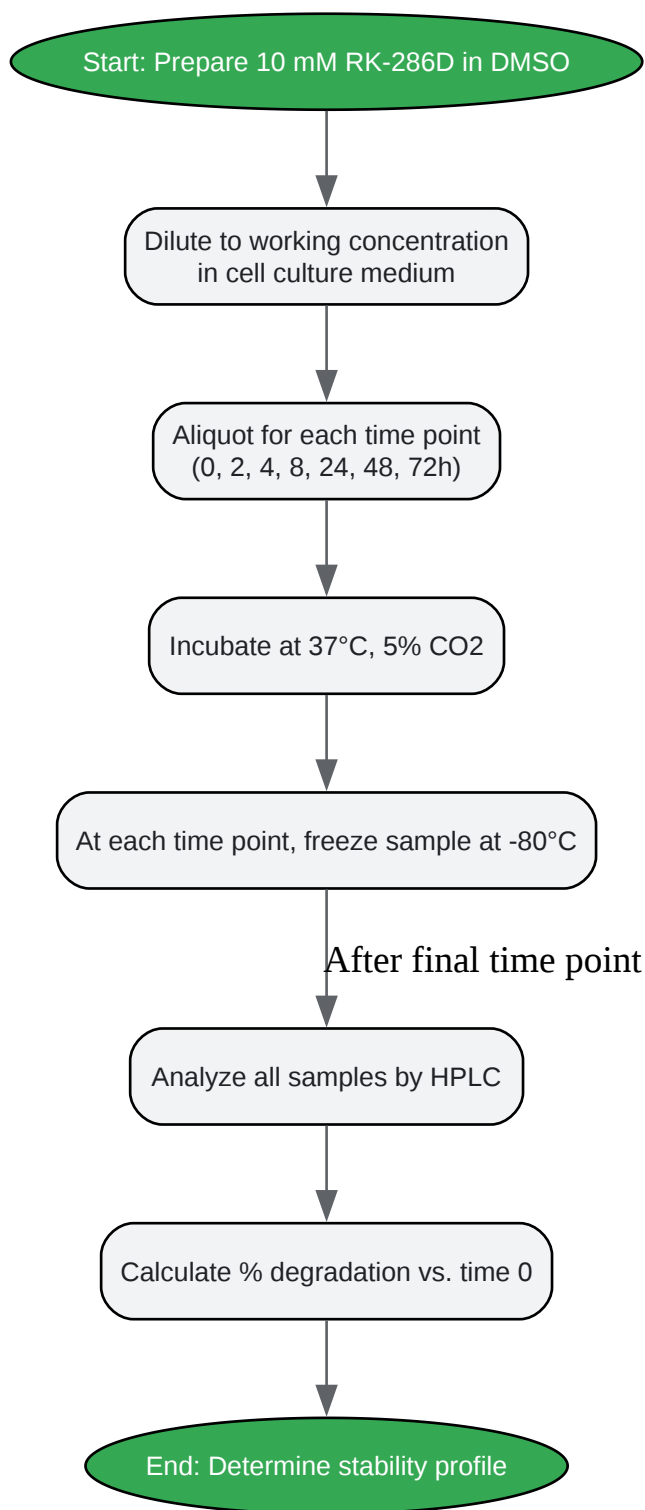 Start: Prepare 10 mM RK-286D in DMSO
Dilute to working concentration
in cell culture medium
Aliquot for each time point
(0, 2, 4, 8, 24, 48, 72h)
Incubate at 37°C, 5% CO2
At each time point, freeze sample at -80°C
After final time point
Analyze all samples by HPLC
Calculate % degradation vs. time 0
End: Determine stability profile